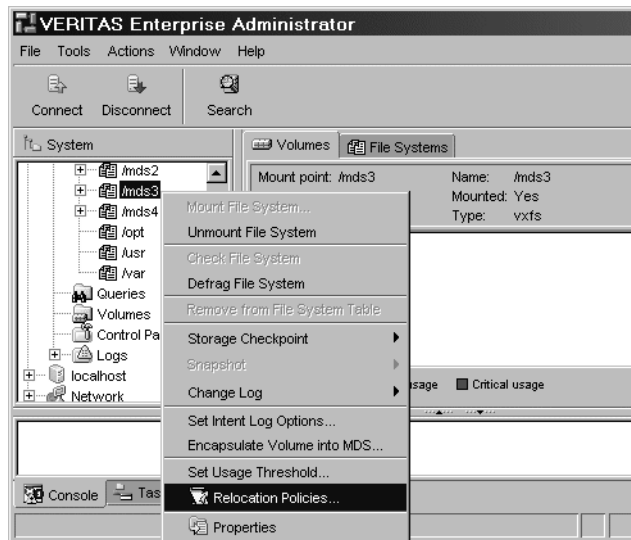 VERITAS Enterprise Administrator
File Tools Actions Window Help
Connect Disconnect Search
System
Volumes File Systems
/mds2
/mds3
/mds4
/opt
/usr
/var
Queries
Volumes
Control Pa
Logs
localhost
Network
Mount point: /mds3 Name: /mds3
Mounted: Yes
Type: vxfs
Mount File System...
Unmount File System
Check File System
Defrag File System
Remove from File System Table
Storage Checkpoint
Snapshot
Change Log
Set Intent Log Options...
Encapsulate Volume into MDS...
Set Usage Threshold...
Relocation Policies...
Properties
usage Critical usage
Console Tas